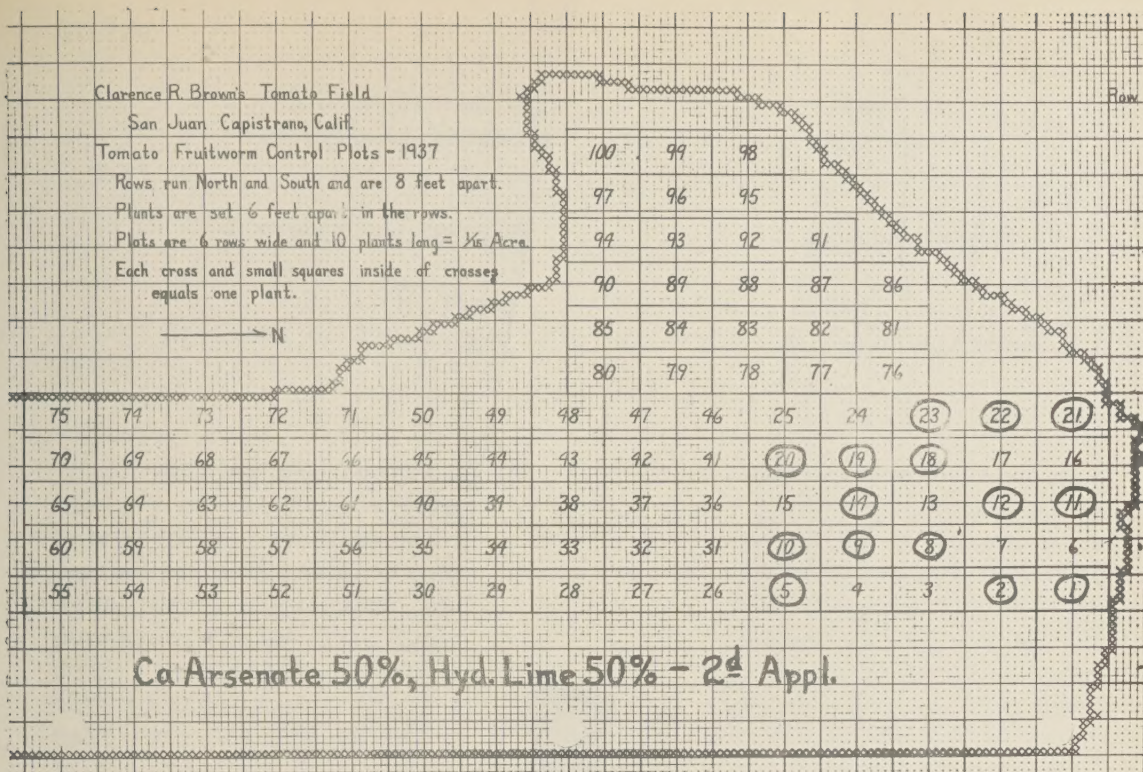 Row
Clarence R. Brown's Tomato Field
San Juan Capistrano, Calif.
Tomato Fruitworm Control Plots - 1937
Rows run North and South and are 8 feet apart.
Plants are set 6 feet apart in the rows.
Plots are 6 rows wide and 10 plants long = 1/15 Acre.
Each cross and small squares inside of crosses
equals one plant.
N
100 99 98
97 96 95
94 93 92 91
90 89 88 87 86
85 84 83 82 81
80 79 78 77 76
75 74 73 72 71 50 49 48 47 46 25 24 23 22 21
70 69 68 67 66 45 44 43 42 41 20 19 18 17 16
65 64 63 62 61 40 39 38 37 36 15 14 13 12 11
60 59 58 57 56 35 34 33 32 31 10 9 8 7 6
55 54 53 52 51 30 29 28 27 26 5 4 3 2 1
Ca Arsenate 50%, Hyd. Lime 50% - 2d Appl.